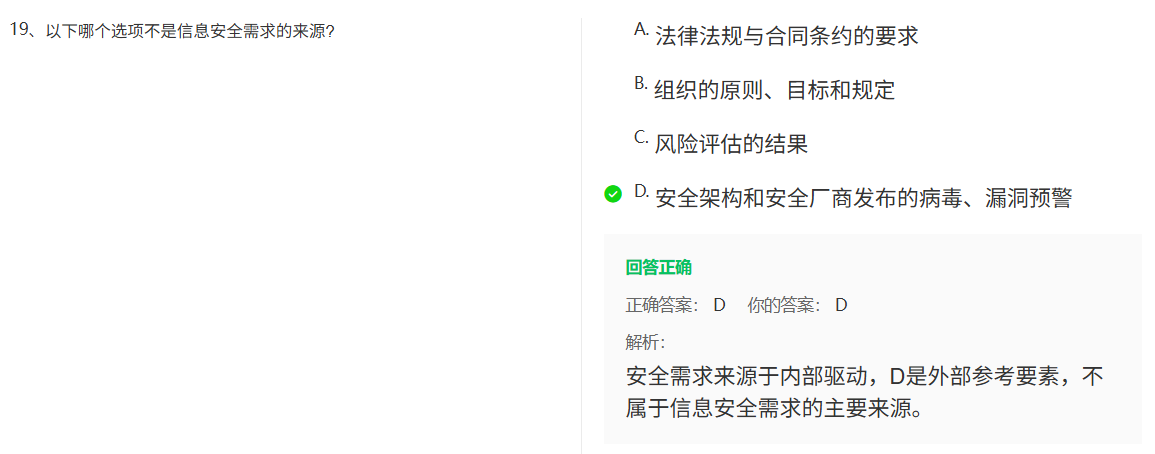 19、以下哪个选项不是信息安全需求的来源?
A. 法律法规与合同条约的要求
B. 组织的原则、目标和规定
C. 风险评估的结果
D. 安全架构和安全厂商发布的病毒、漏洞预警
回答正确
正确答案： D 你的答案： D
解析：
安全需求来源于内部驱动，D是外部参考要素，不
属于信息安全需求的主要来源。